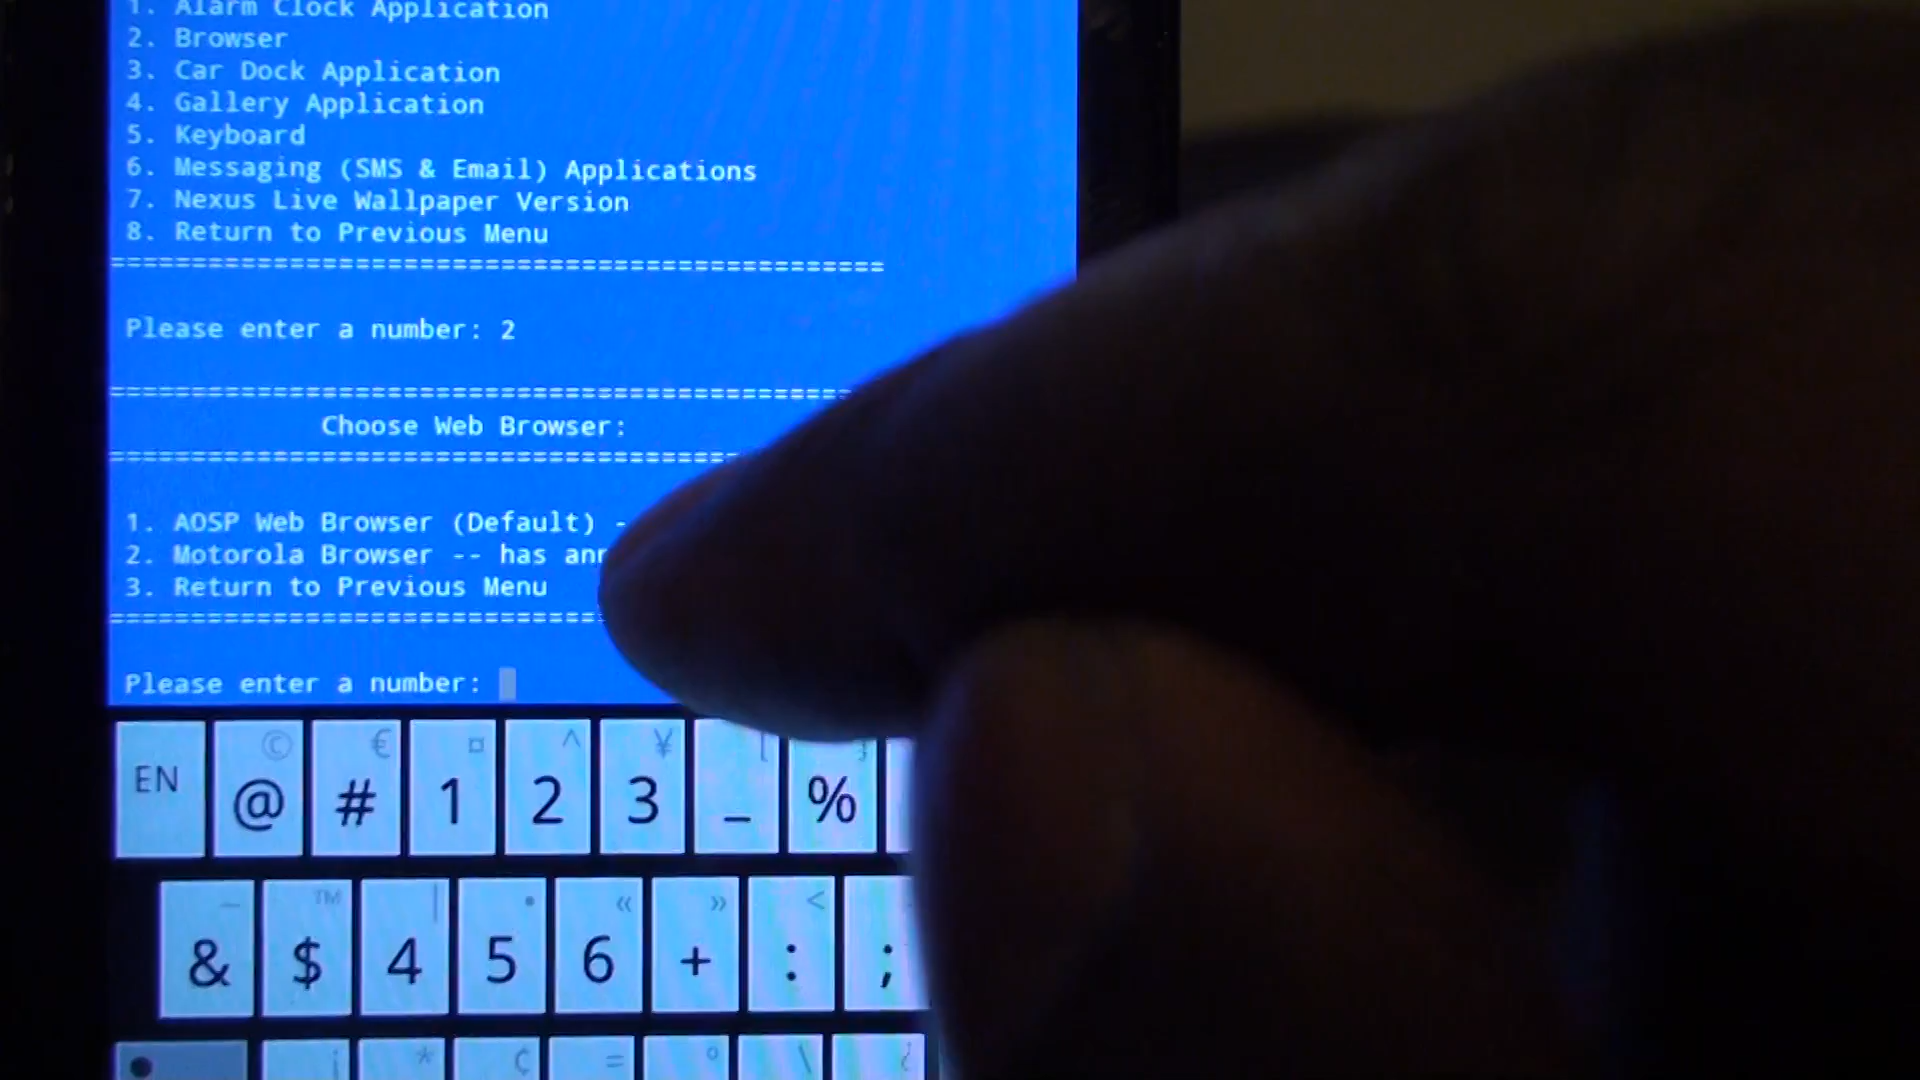 1. Alarm Clock Application
2. Browser
3. Car Dock Application
4. Gallery Application
5. Keyboard
6. Messaging (SMS & Email) Applications
7. Nexus Live Wallpaper Version
8. Return to Previous Menu
================================================
Please enter a number: 2
Choose Web Browser:
1. AOSP Web Browser (Default) -
2. Motorola Browser -- has
3. Return to Previous Menu
Please enter a number:
© € ¤ ^ ¥ [ }
EN @ # 1 2 3 _ %
™ | • « » <
& $ 4 5 6 + : ;
¡ * ¢ = ° \ ¿